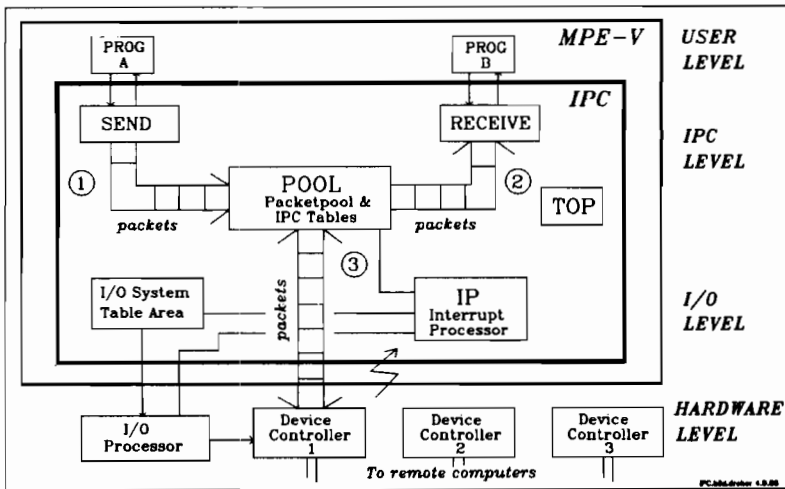 MPE-V
USER
LEVEL
PROG
A
PROG
B
IPC
SEND
RECEIVE
IPC
LEVEL
1
2
POOL
Packetpool &
IPC Tables
packets
packets
TOP
3
packets
I/O System
Table Area
IP
Interrupt
Processor
I/O
LEVEL
HARDWARE
LEVEL
I/O
Processor
Device
Controller
1
Device
Controller
2
Device
Controller
3
To remote computers